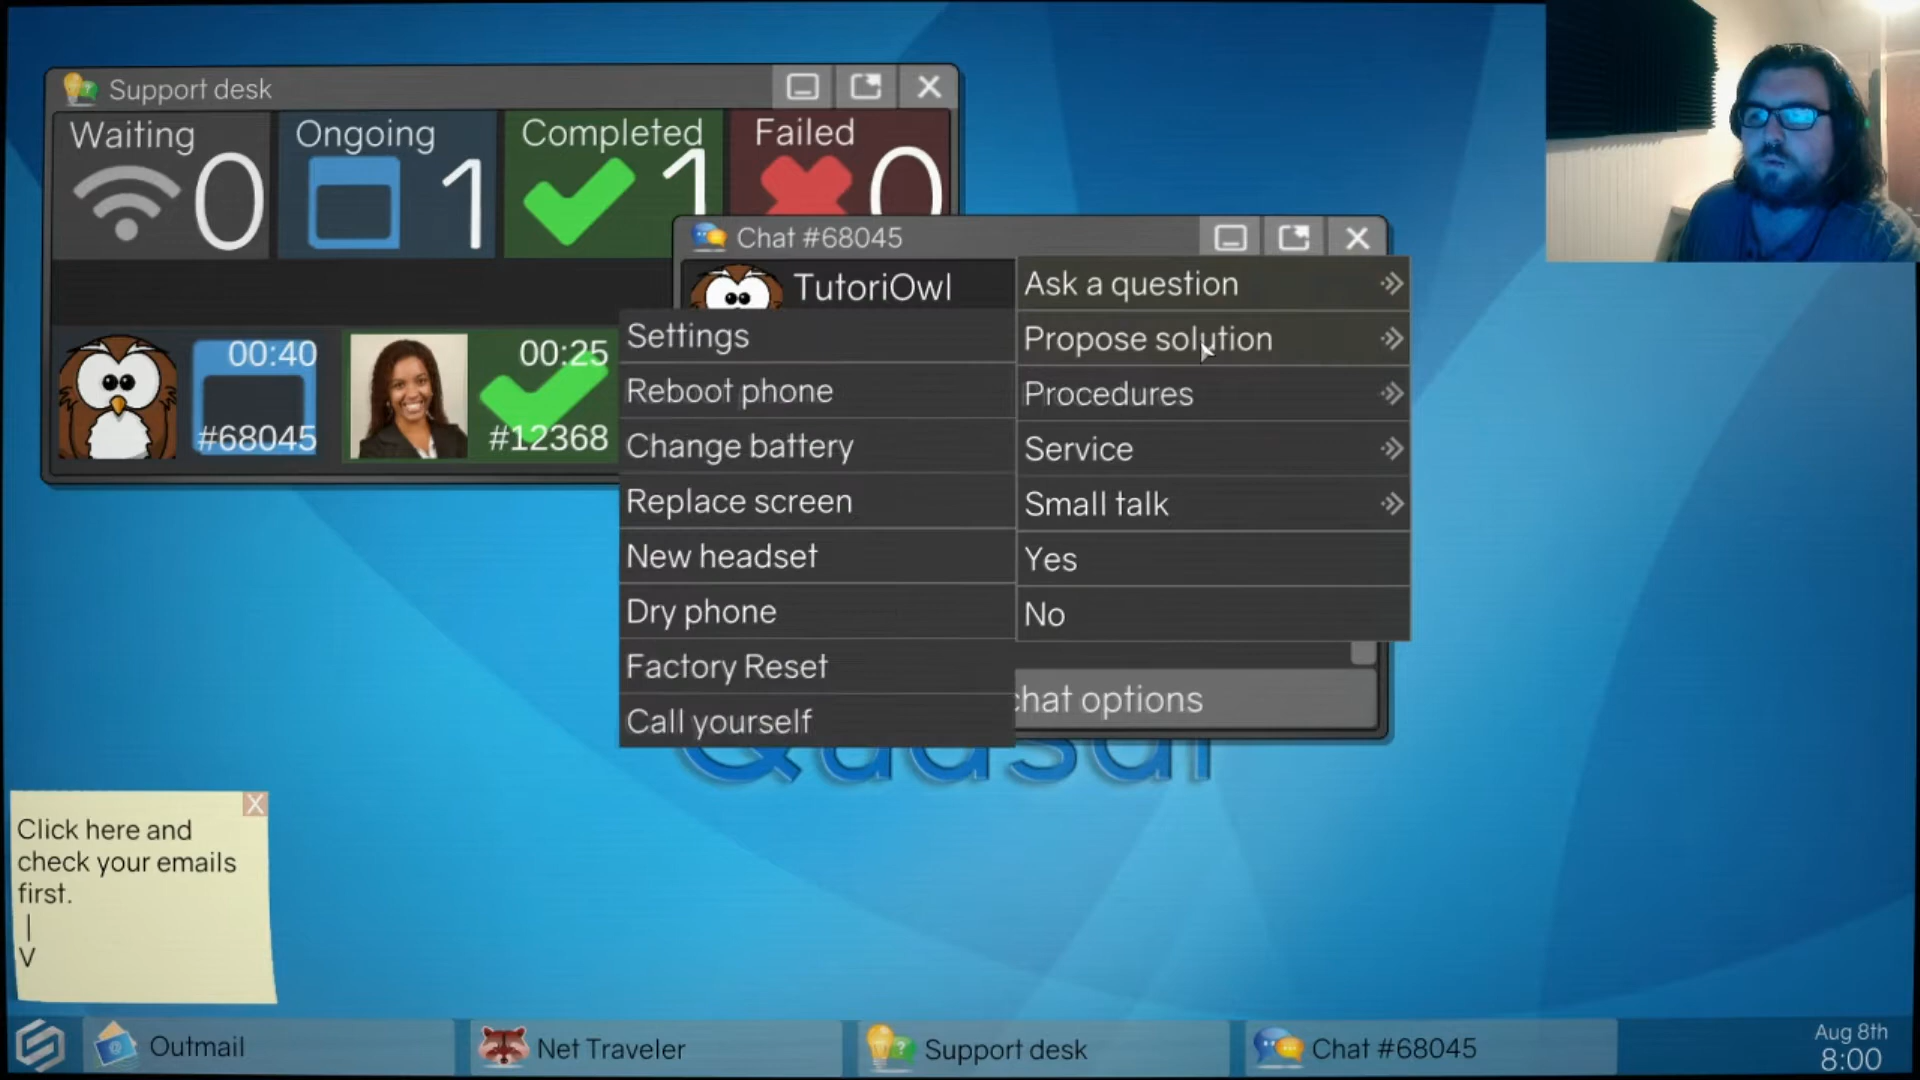 Support desk
Waiting
0
Ongoing
1
Completed
1
Failed
0
Chat #68045
TutoriOwl
Ask a question
Propose solution
Procedures
Service
Small talk
Yes
No
Settings
Reboot phone
Change battery
Replace screen
New headset
Dry phone
Factory Reset
Call yourself
00:40
#68045
00:25
#12368
chat options
Quasar
Click here and
check your emails
first.
|
V
X
Outmail
Net Traveler
Support desk
Chat #68045
Aug 8th
8:00